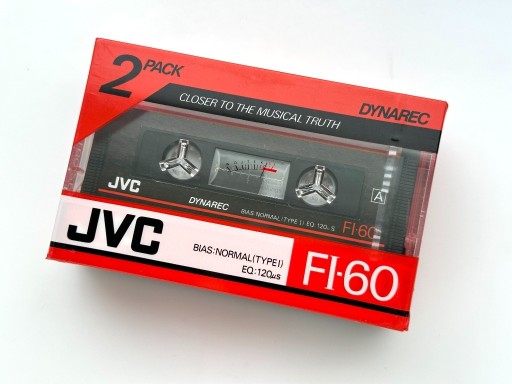 2 PACK
CLOSER TO THE MUSICAL TRUTH
DYNAREC
A
JVC
DYNAREC
BIAS NORMAL (TYPE I) EQ 120μS
FI-60
JVC
BIAS:NORMAL(TYPE I)
EQ:120μs
FI-60